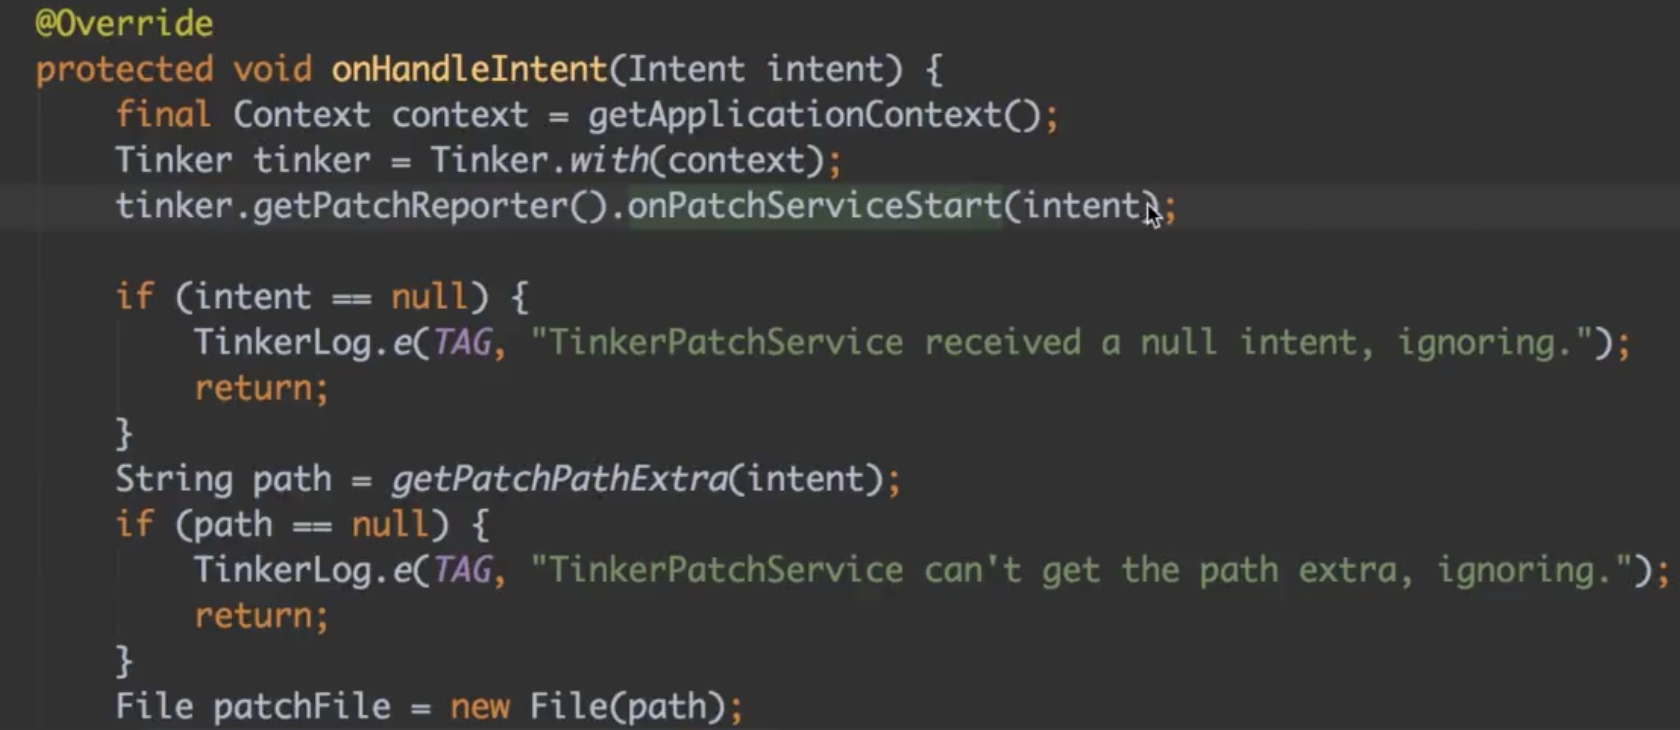 @Override
protected void onHandleIntent(Intent intent) {
final Context context = getApplicationContext();
Tinker tinker = Tinker.with(context);
tinker.getPatchReporter().onPatchServiceStart(intent);
if (intent == null) {
TinkerLog.e(TAG, "TinkerPatchService received a null intent, ignoring.");
return;
}
String path = getPatchPathExtra(intent);
if (path == null) {
TinkerLog.e(TAG, "TinkerPatchService can't get the path extra, ignoring.");
return;
}
File patchFile = new File(path);